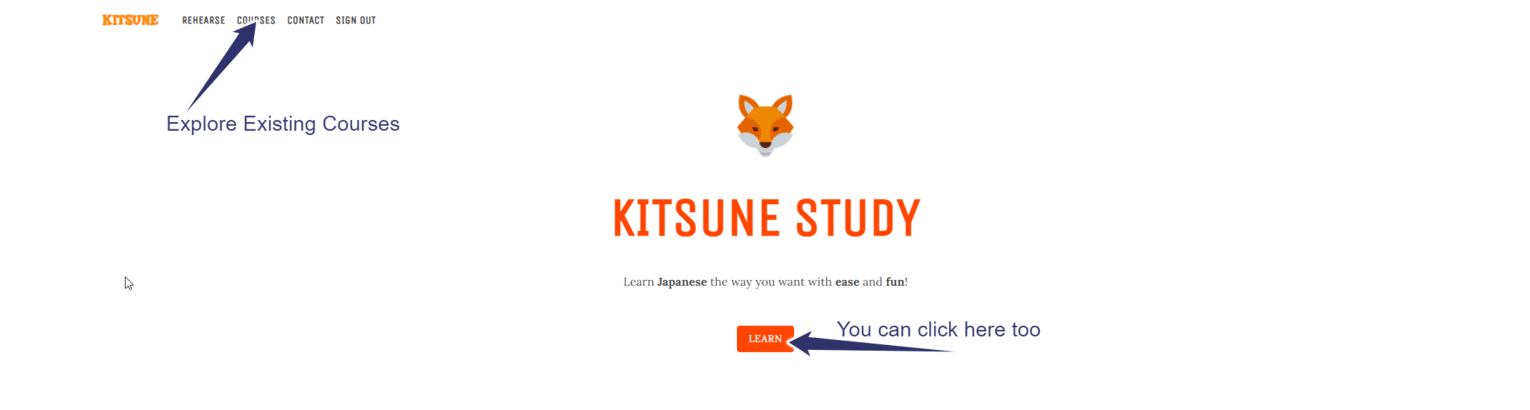 KITSUNE REHEARSE COURSES CONTACT SIGN OUT
Explore Existing Courses
KITSUNE STUDY
Learn Japanese the way you want with ease and fun!
You can click here too
LEARN